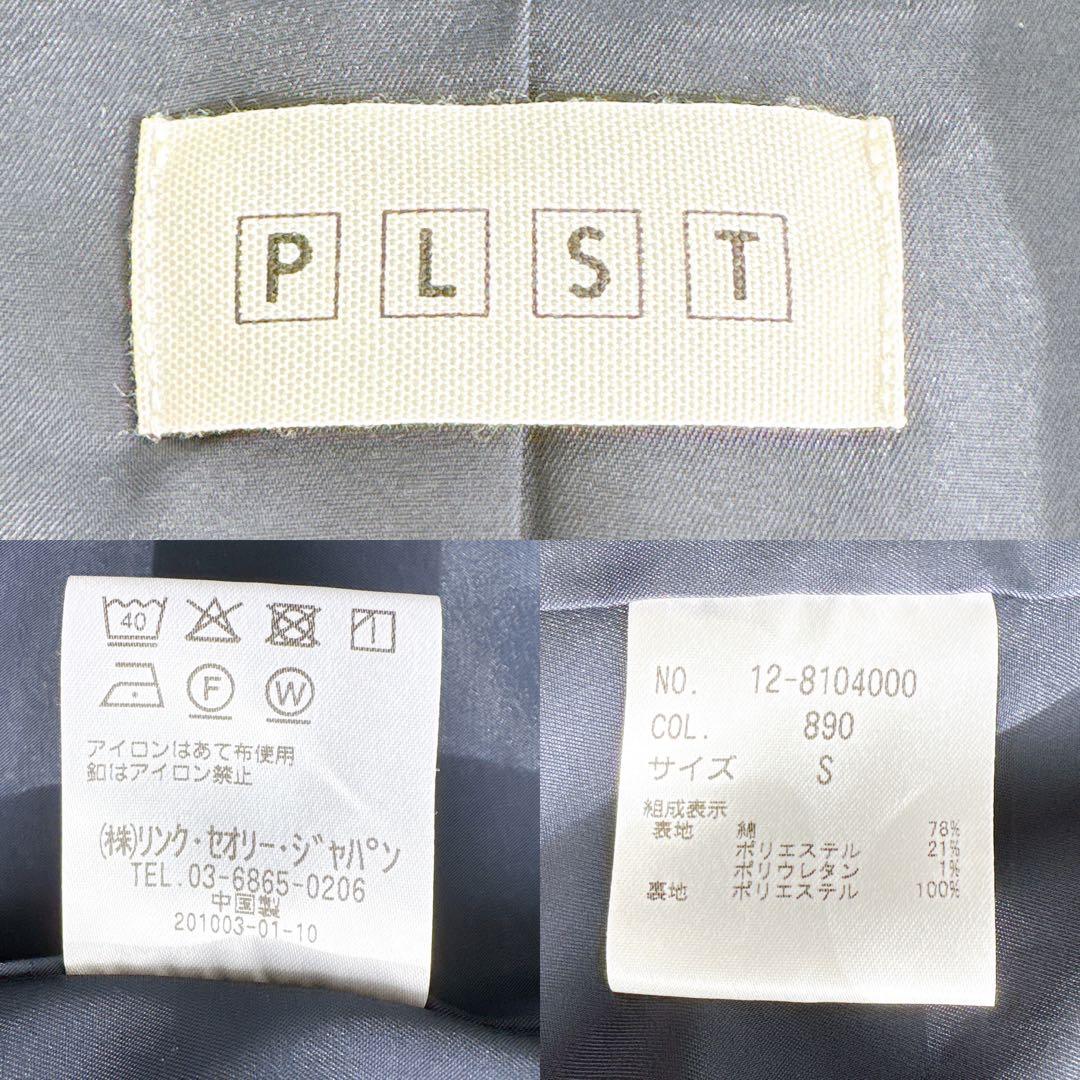 P L S T
40
F W
アイロンはあて布使用
釦はアイロン禁止
(株)リンク・セオリー・ジャパン
TEL.03-6865-0206
中国製
201003-01-10
NO. 12-8104000
COL. 890
サイズ S
組成表示
表地 綿 78%
ポリエステル 21%
ポリウレタン 1%
裏地 ポリエステル 100%